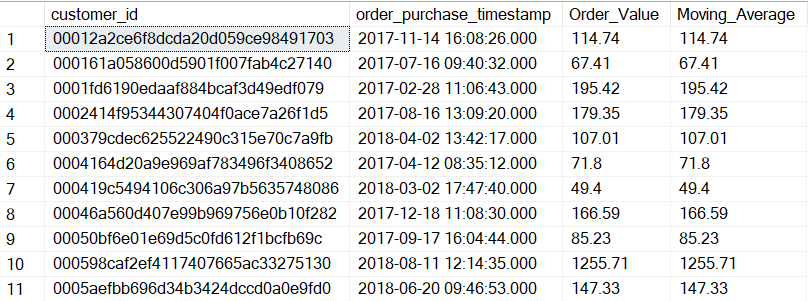 customer_id order_purchase_timestamp Order_Value Moving_Average
1 00012a2ce6f8dcda20d059ce98491703 2017-11-14 16:08:26.000 114.74 114.74
2 000161a058600d5901f007fab4c27140 2017-07-16 09:40:32.000 67.41 67.41
3 0001fd6190edaaf884bcaf3d49edf079 2017-02-28 11:06:43.000 195.42 195.42
4 0002414f95344307404f0ace7a26f1d5 2017-08-16 13:09:20.000 179.35 179.35
5 000379cdec625522490c315e70c7a9fb 2018-04-02 13:42:17.000 107.01 107.01
6 0004164d20a9e969af783496f3408652 2017-04-12 08:35:12.000 71.8 71.8
7 000419c5494106c306a97b5635748086 2018-03-02 17:47:40.000 49.4 49.4
8 00046a560d407e99b969756e0b10f282 2017-12-18 11:08:30.000 166.59 166.59
9 00050bf6e01e69d5c0fd612f1bcfb69c 2017-09-17 16:04:44.000 85.23 85.23
10 000598caf2ef4117407665ac33275130 2018-08-11 12:14:35.000 1255.71 1255.71
11 0005aefbb696d34b3424dccd0a0e9fd0 2018-06-20 09:46:53.000 147.33 147.33